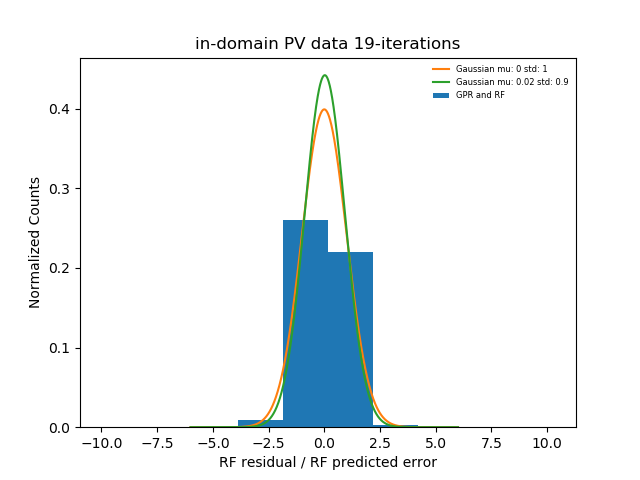 in-domain PV data 19-iterations
Gaussian mu: 0 std: 1
Gaussian mu: 0.02 std: 0.9
GPR and RF
Normalized Counts
0.4
0.3
0.2
0.1
0.0
−10.0 −7.5 −5.0 −2.5 0.0 2.5 5.0 7.5 10.0
RF residual / RF predicted error